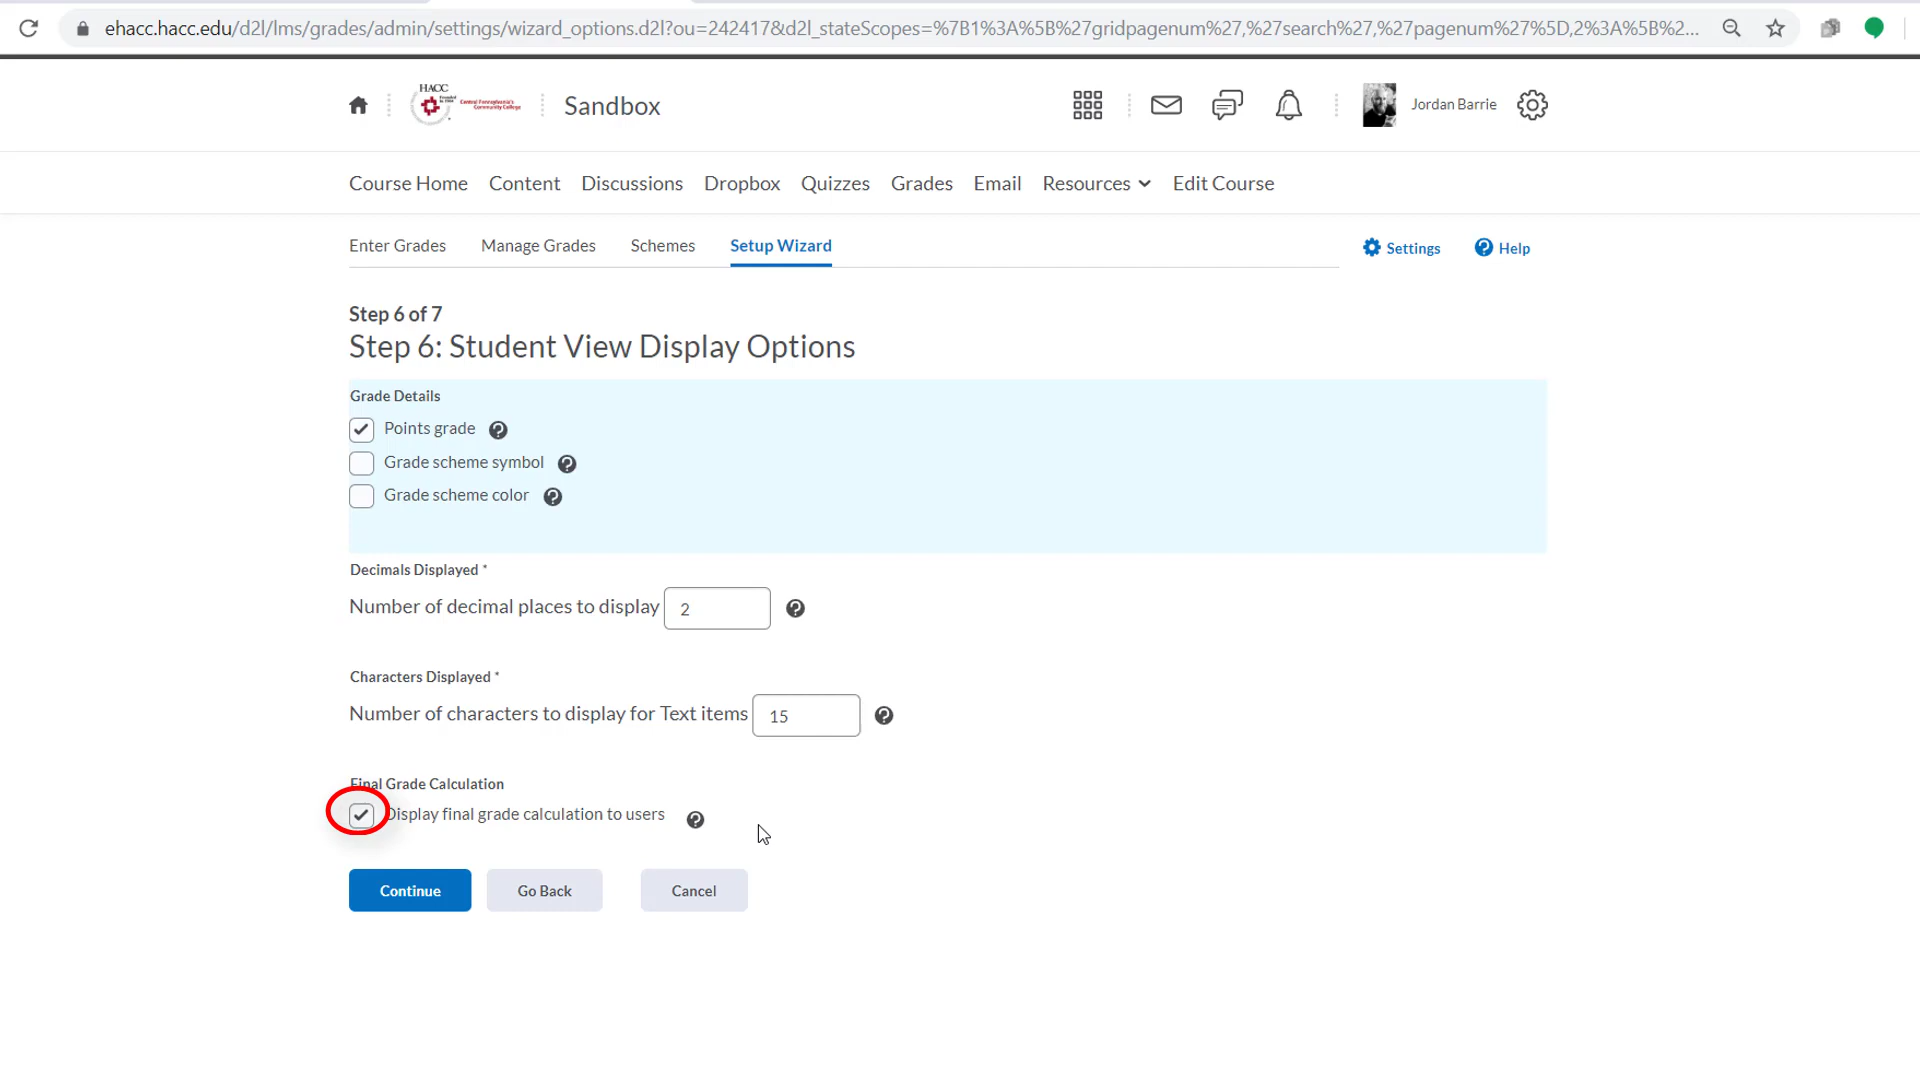 ehacc.hacc.edu/d2l/lms/grades/admin/settings/wizard_options.d2l?ou=242417&d2l_stateScopes=%7B1%3A%5B%27gridpagenum%27,%27search%27,%27pagenum%27%5D,2%3A%5B%2...
HACC
Central Pennsylvania's
Community College
Sandbox
Jordan Barrie
Course Home Content Discussions Dropbox Quizzes Grades Email Resources Edit Course
Enter Grades Manage Grades Schemes Setup Wizard
Settings Help
Step 6 of 7
Step 6: Student View Display Options
Grade Details
Points grade
Grade scheme symbol
Grade scheme color
Decimals Displayed *
Number of decimal places to display 2
Characters Displayed *
Number of characters to display for Text items 15
Final Grade Calculation
Display final grade calculation to users
Continue Go Back Cancel